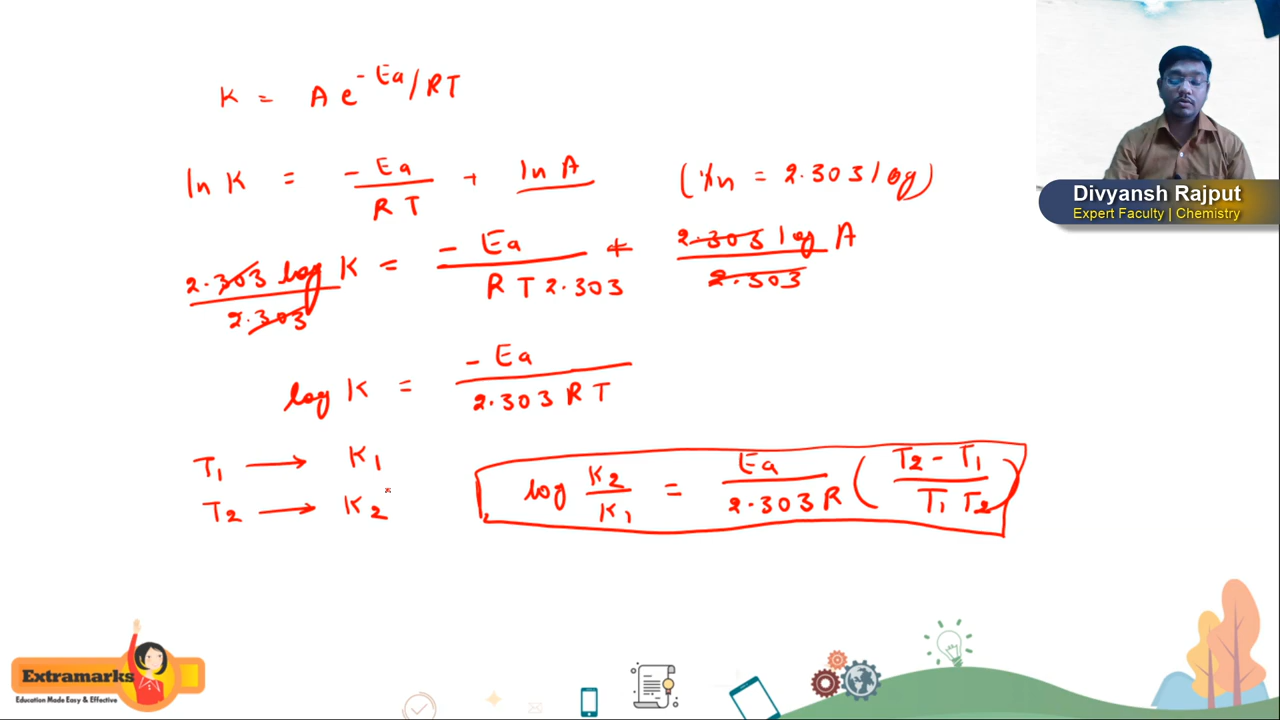 K = A e^-Ea/RT
ln K = -Ea/RT + ln A (ln = 2.303 log)
2.303 log K/2.303 = -Ea/RT 2.303 + 2.303 log A/2.303
log K = -Ea/2.303 RT
T1 → K1
T2 → K2
log K2/K1 = Ea/2.303 R (T2 - T1/T1 T2)
Divyansh Rajput
Expert Faculty | Chemistry
Extramarks
Education Made Easy & Effective